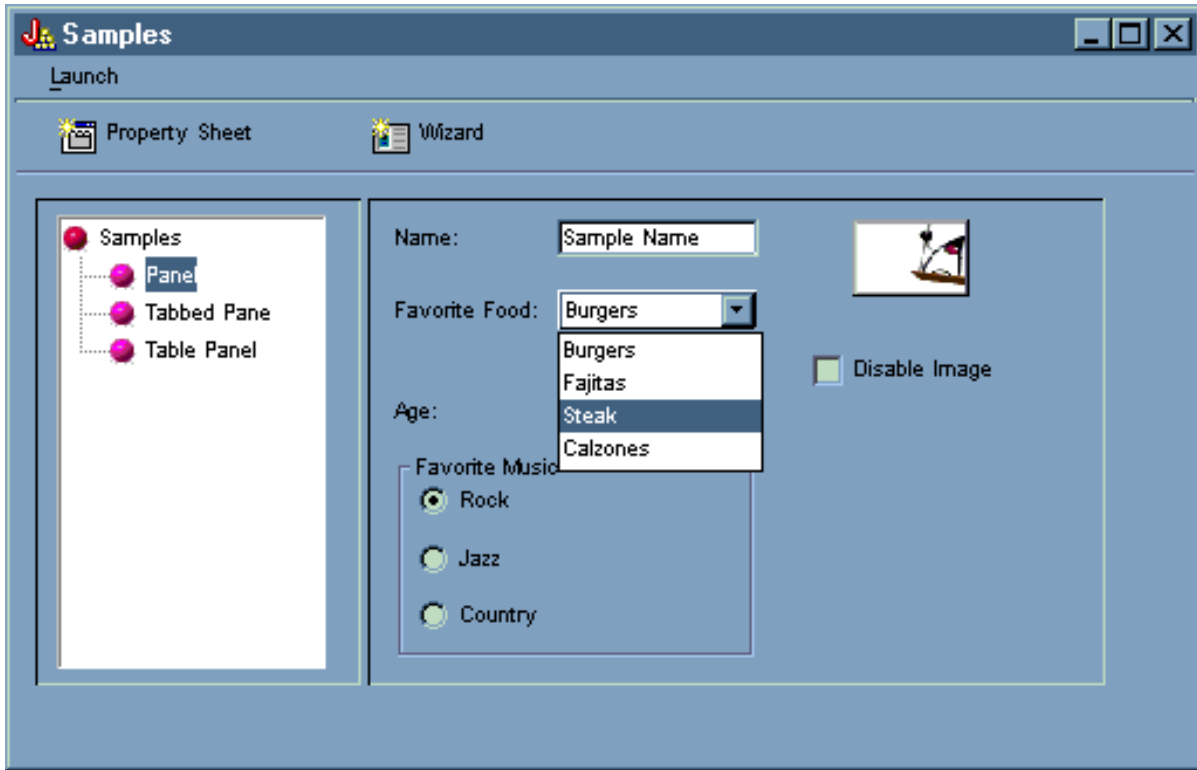 Samples
Launch
Property Sheet
Wizard
Samples
Panel
Tabbed Pane
Table Panel
Name:
Sample Name
Favorite Food:
Burgers
Burgers
Fajitas
Steak
Calzones
Disable Image
Age:
Favorite Music
Rock
Jazz
Country